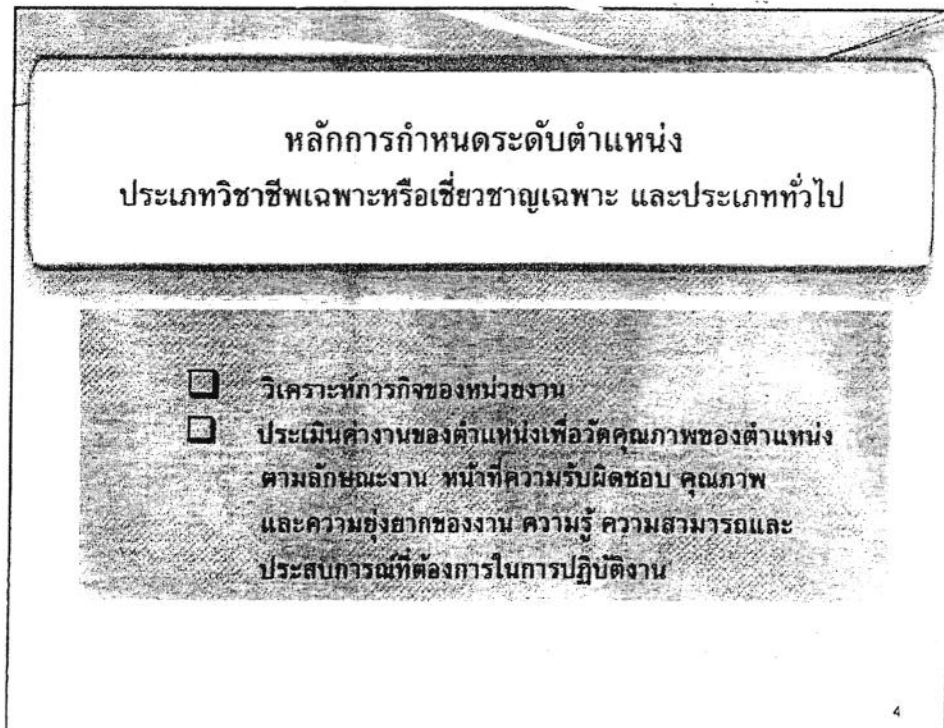 หลักการกำหนดระดับตำแหน่ง
ประเภทวิชาชีพเฉพาะหรือเชี่ยวชาญเฉพาะ และประเภททั่วไป
วิเคราะห์ภารกิจของหน่วยงาน
ประเมินค่างานของตำแหน่งเพื่อวัดคุณภาพของตำแหน่ง
ตามลักษณะงาน หน้าที่ความรับผิดชอบ คุณภาพ
และความยุ่งยากของงาน ความรู้ ความสามารถและ
ประสบการณ์ที่ต้องการในการปฏิบัติงาน
4